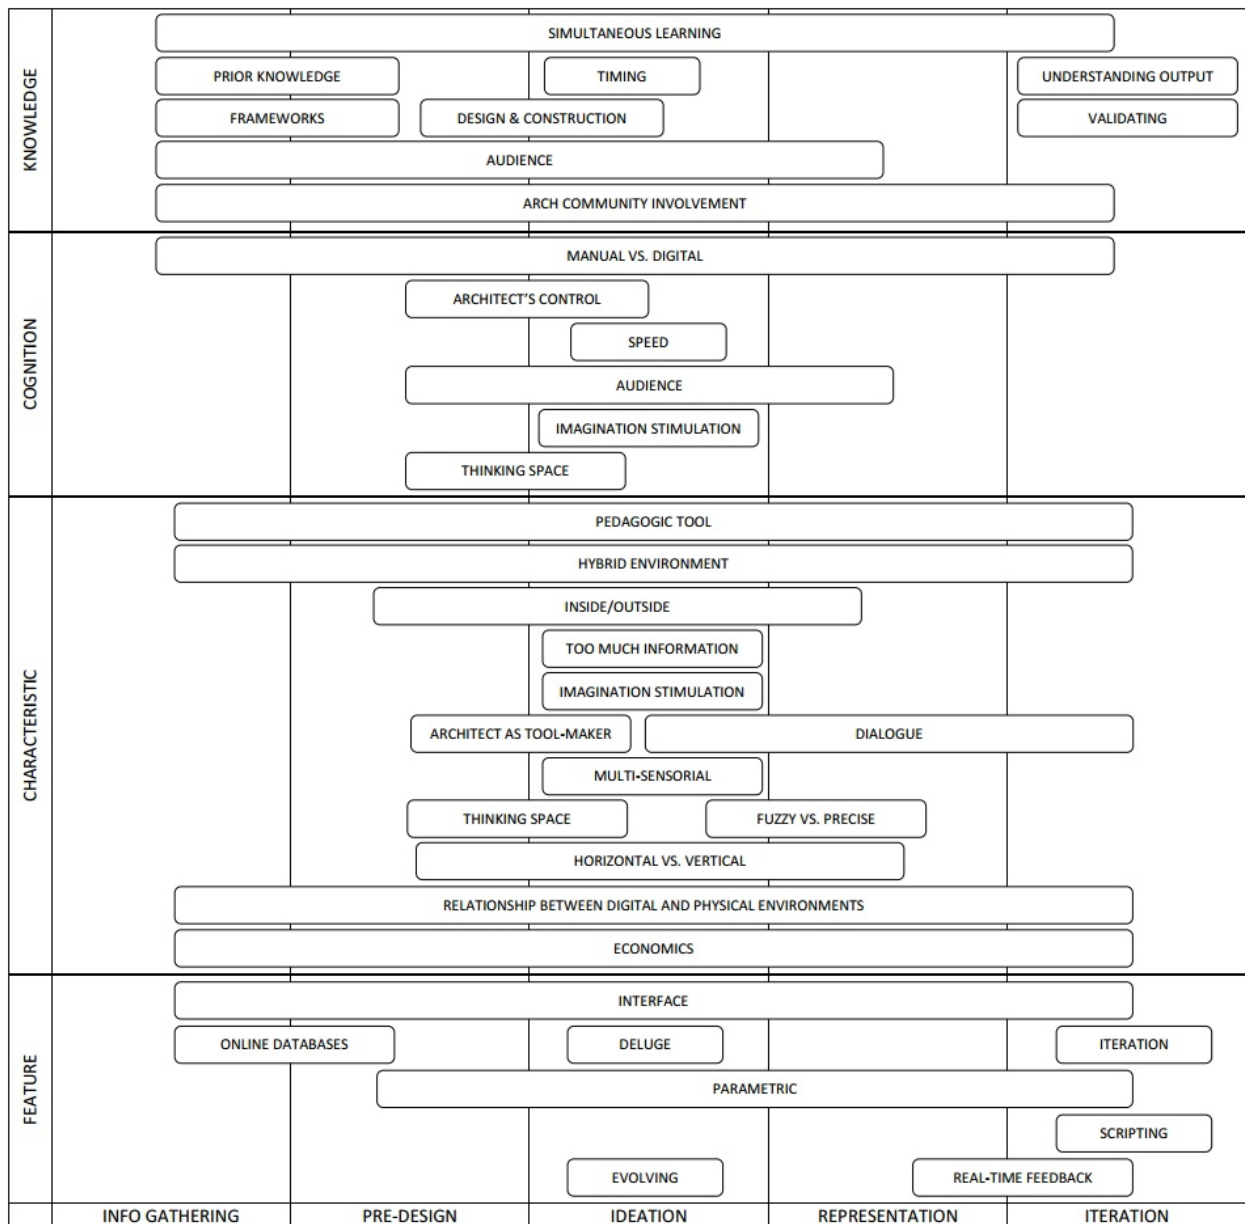 KNOWLEDGE
SIMULTANEOUS LEARNING
PRIOR KNOWLEDGE
TIMING
UNDERSTANDING OUTPUT
FRAMEWORKS
DESIGN & CONSTRUCTION
VALIDATING
AUDIENCE
ARCH COMMUNITY INVOLVEMENT
COGNITION
MANUAL VS. DIGITAL
ARCHITECT'S CONTROL
SPEED
AUDIENCE
IMAGINATION STIMULATION
THINKING SPACE
CHARACTERISTIC
PEDAGOGIC TOOL
HYBRID ENVIRONMENT
INSIDE/OUTSIDE
TOO MUCH INFORMATION
IMAGINATION STIMULATION
ARCHITECT AS TOOL-MAKER
DIALOGUE
MULTI-SENSORIAL
THINKING SPACE
FUZZY VS. PRECISE
HORIZONTAL VS. VERTICAL
RELATIONSHIP BETWEEN DIGITAL AND PHYSICAL ENVIRONMENTS
ECONOMICS
FEATURE
INTERFACE
ONLINE DATABASES
DELUGE
ITERATION
PARAMETRIC
SCRIPTING
EVOLVING
REAL-TIME FEEDBACK
INFO GATHERING
PRE-DESIGN
IDEATION
REPRESENTATION
ITERATION